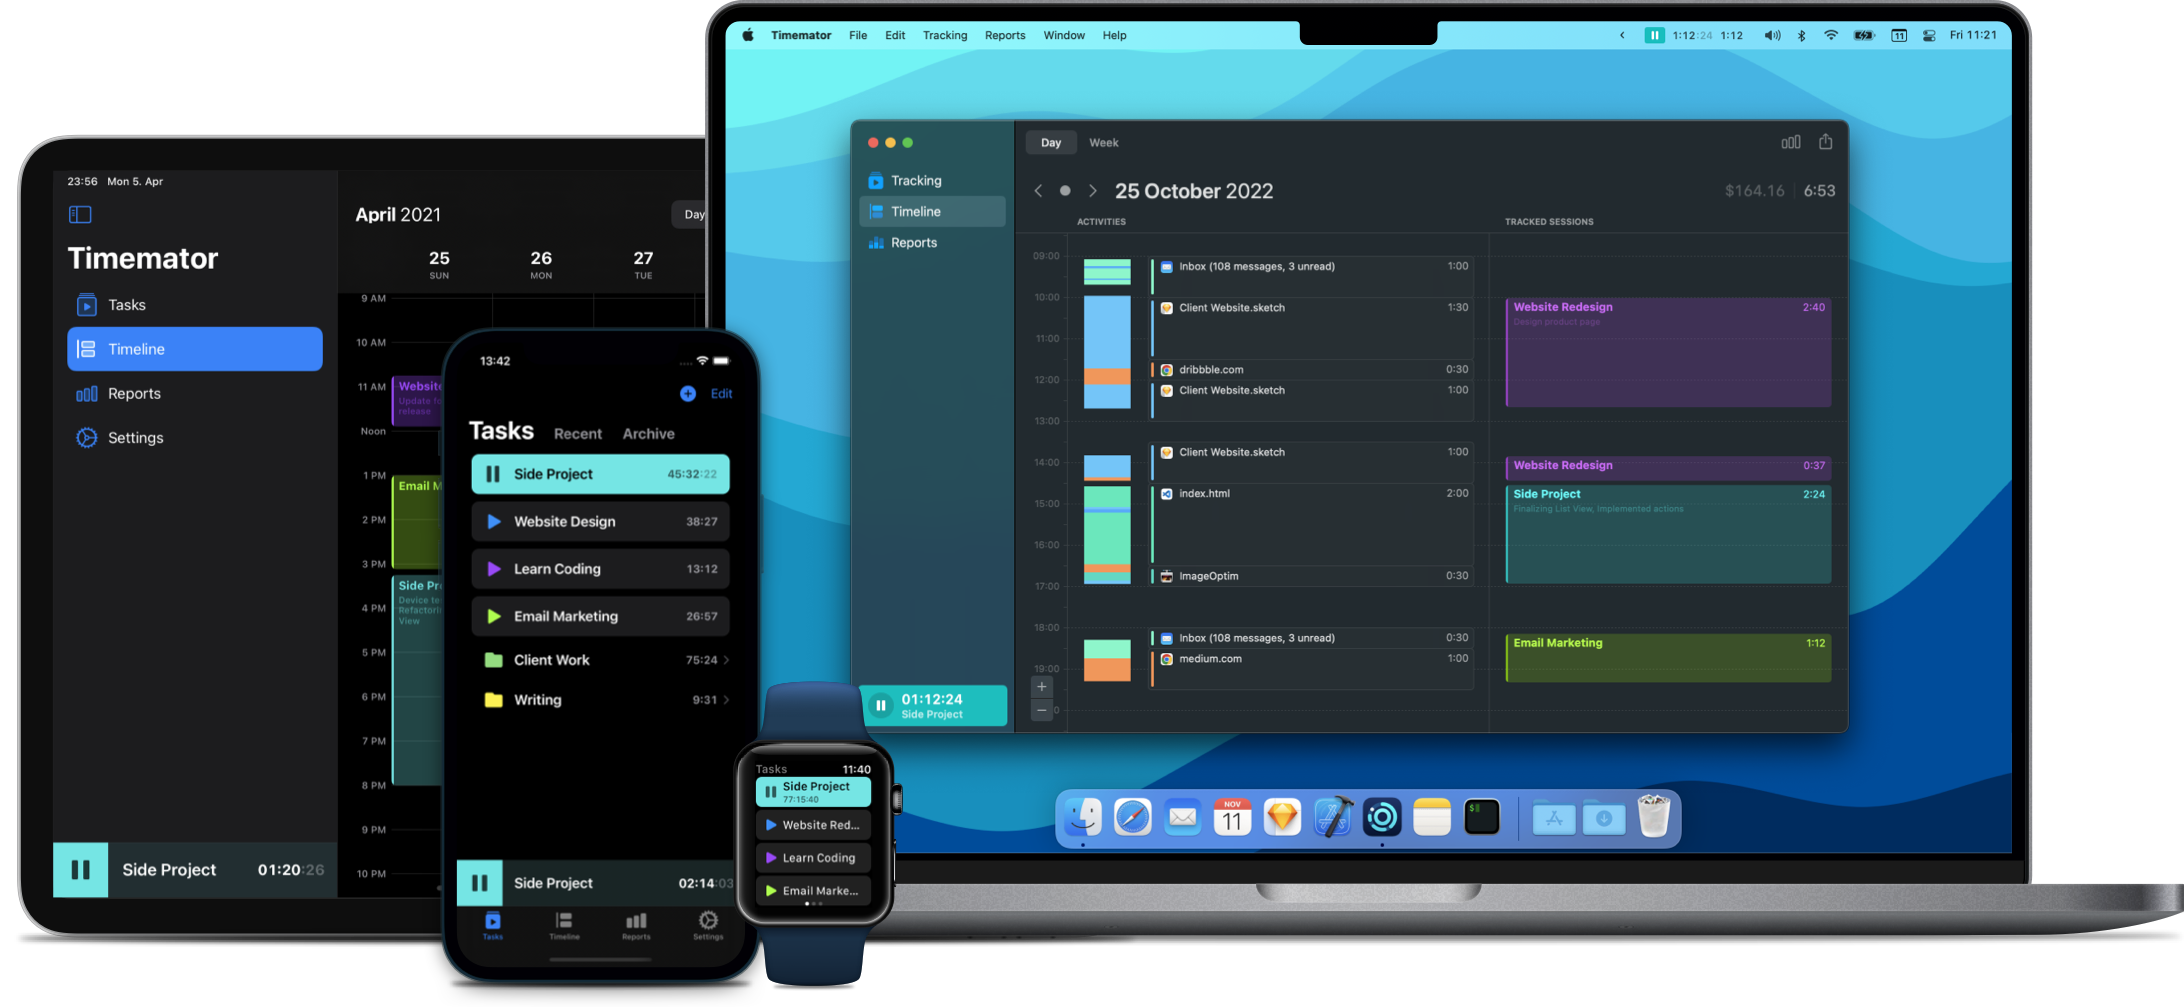 23:56 Mon 5. Apr
Timemator
Tasks
Timeline
Reports
Settings
Side Project 01:20:26
April 2021
Day
25 26 27
SUN MON TUE
9 AM
10 AM
11 AM
Noon
1 PM
2 PM
3 PM
4 PM
5 PM
6 PM
7 PM
8 PM
9 PM
10 PM
Website
Update fo
release
Email M
Side Pro
Device te
Refactori
View
13:42
Edit
Tasks Recent Archive
Side Project 45:32:22
Website Design 38:27
Learn Coding 13:12
Email Marketing 26:57
Client Work 75:24
Writing 9:31
Side Project 02:14:03
Tasks Timeline Reports Settings
Tasks 11:40
Side Project
77:15:40
Website Red...
Learn Coding
Email Marke...
Timemator File Edit Tracking Reports Window Help
1:12:24 1:12 11 Fri 11:21
Tracking
Timeline
Reports
01:12:24
Side Project
Day Week
25 October 2022
$164.16 6:53
ACTIVITIES TRACKED SESSIONS
09:00
10:00
11:00
12:00
13:00
14:00
15:00
16:00
17:00
18:00
19:00
Inbox (108 messages, 3 unread) 1:00
Client Website.sketch 1:30
dribbble.com 0:30
Client Website.sketch 1:00
Client Website.sketch 1:00
index.html 2:00
ImageOptim 0:30
Inbox (108 messages, 3 unread) 0:30
medium.com 1:00
Website Redesign 2:40
Design product page
Website Redesign 0:37
Side Project 2:24
Finalizing List View, Implemented actions
Email Marketing 1:12
NOV
11